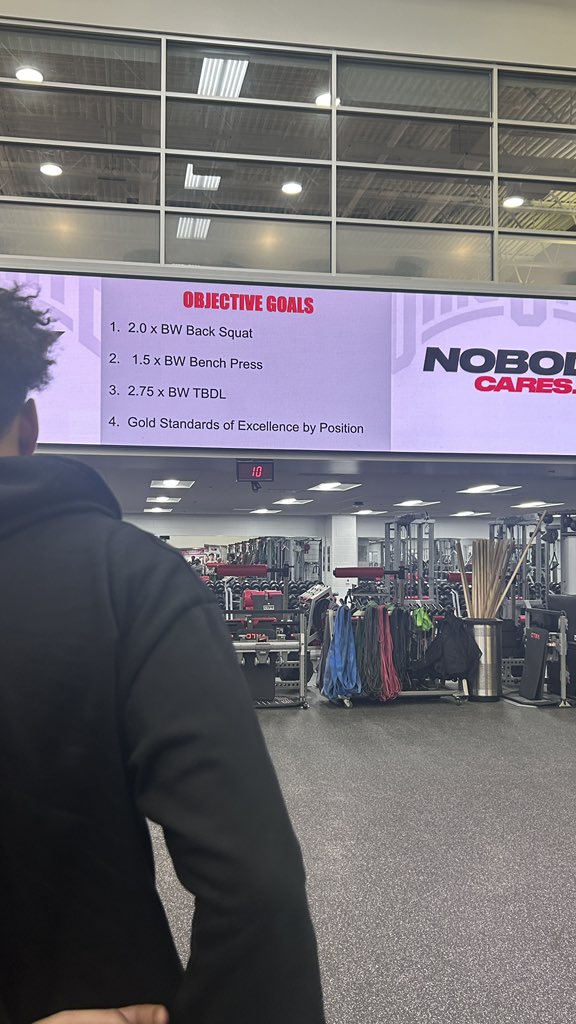 OBJECTIVE GOALS
1. 2.0 x BW Back Squat
2. 1.5 x BW Bench Press
3. 2.75 x BW TBDL
4. Gold Standards of Excellence by Position
CARES.
10